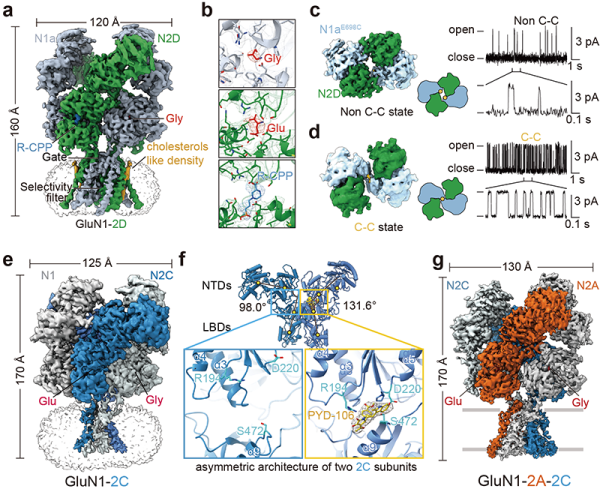 a
120 Å
N1a
N2D
160 Å
Gly
R-CPP
cholesterols
like density
Gate
Selectivity
filter
GluN1-2D
b
Gly
Glu
R-CPP
c
N1aE698C
N2D
Non C-C state
Non C-C
open
close
3 pA
1 s
3 pA
0.1 s
d
C-C state
C-C
open
close
3 pA
1 s
3 pA
0.1 s
e
125 Å
N1
N2C
170 Å
Glu
Gly
GluN1-2C
f
NTDs
98.0°
131.6°
LBDs
α4
α3
D220
R194
S472
α9
α4
α5
α3
R194
D220
PYD-106
S472
α9
asymmetric architecture of two 2C subunits
g
130 Å
N2C
N2A
170 Å
Glu
Gly
GluN1-2A-2C